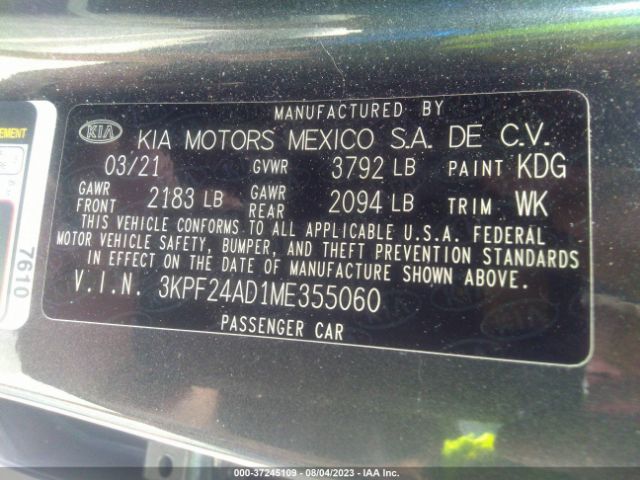 MANUFACTURED BY
KIA KIA MOTORS MEXICO S.A. DE C.V.
03/21 GVWR 3792 LB PAINT KDG
GAWR FRONT 2183 LB GAWR REAR 2094 LB TRIM WK
THIS VEHICLE CONFORMS TO ALL APPLICABLE U.S.A. FEDERAL
MOTOR VEHICLE SAFETY, BUMPER, AND THEFT PREVENTION STANDARDS
IN EFFECT ON THE DATE OF MANUFACTURE SHOWN ABOVE.
V.I.N. 3KPF24AD1ME355060
PASSENGER CAR
7610
000-37245109 - 08/04/2023 - IAA Inc.